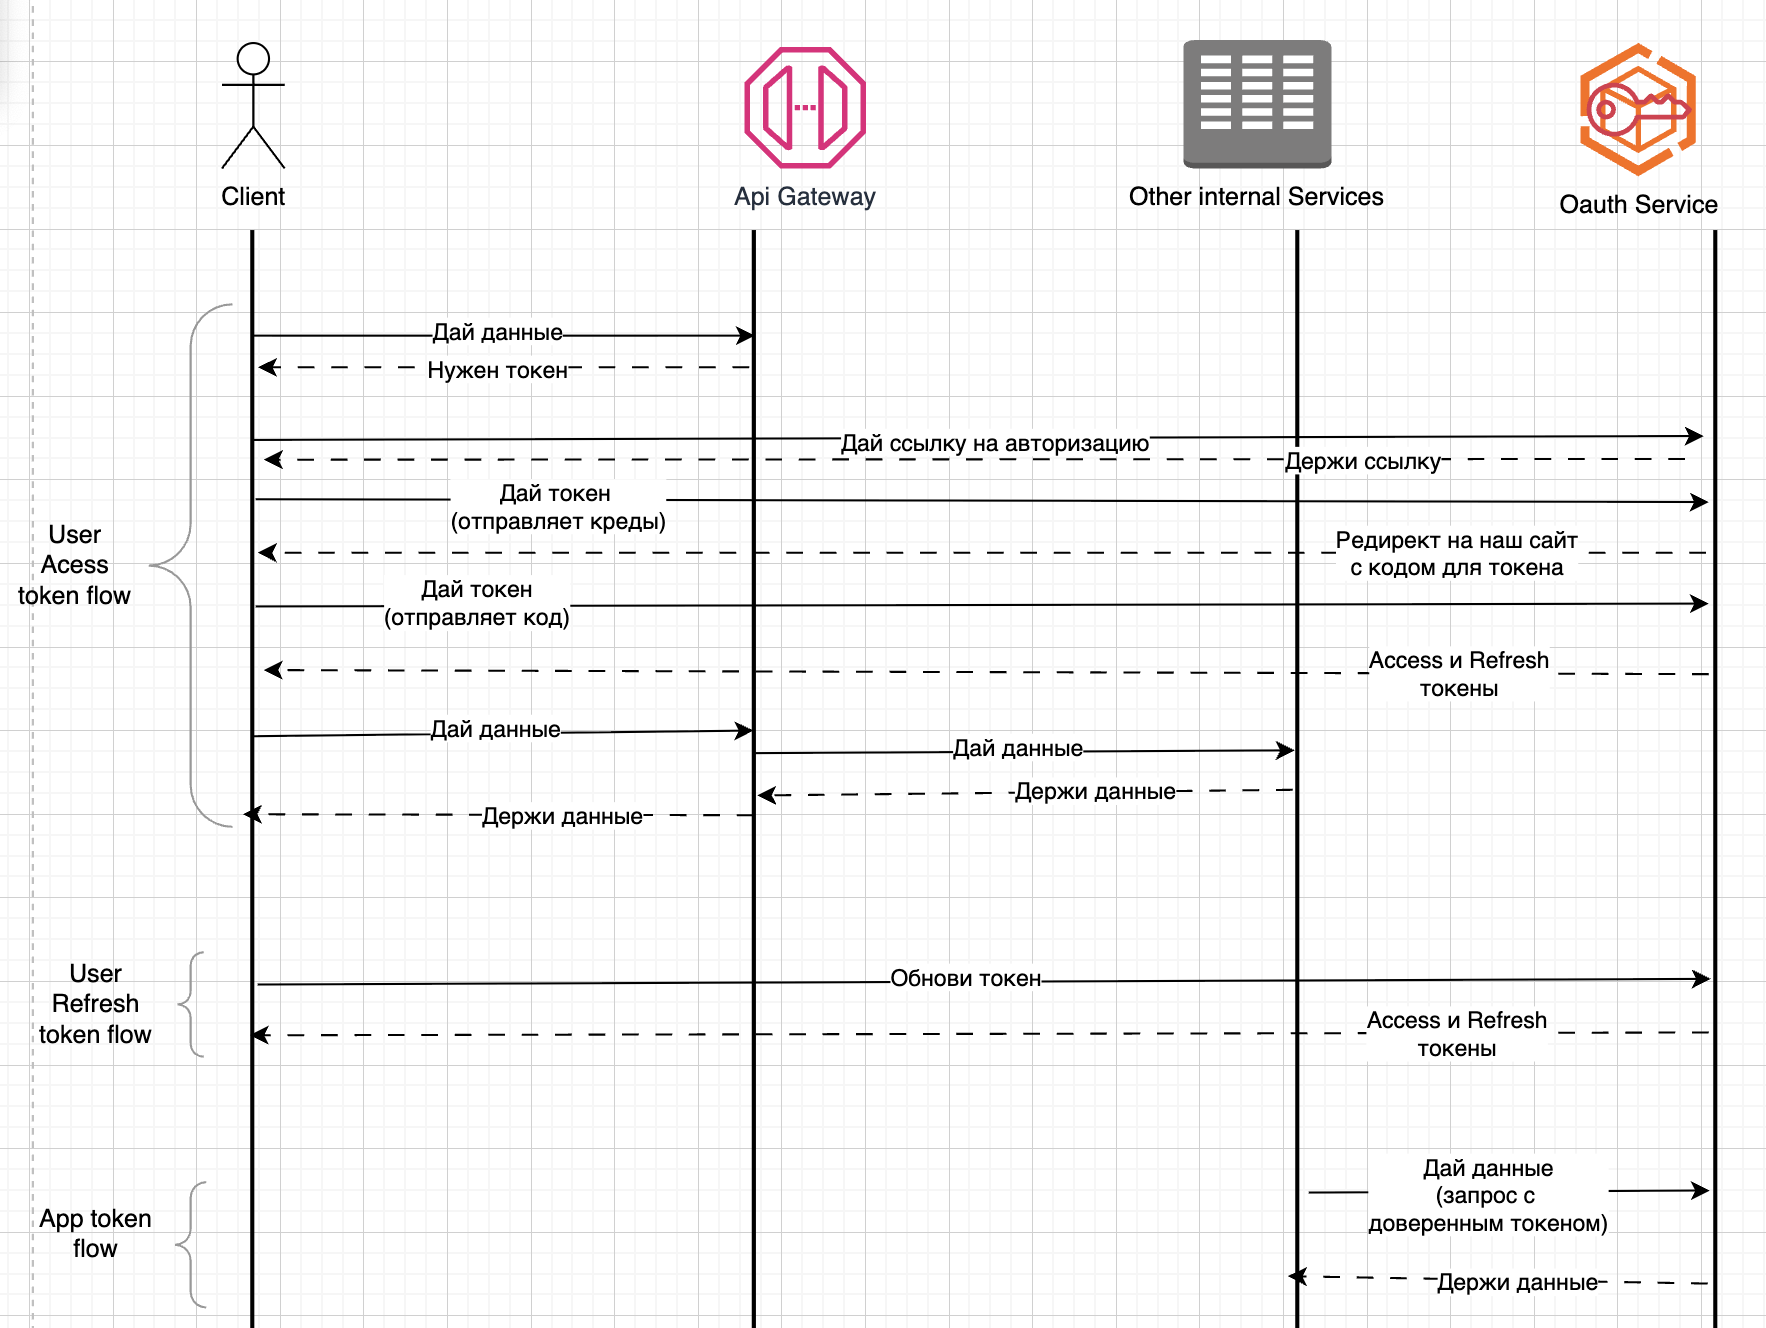 Client
Api Gateway
Other internal Services
Oauth Service
Дай данные
Нужен токен
Дай ссылку на авторизацию
Держи ссылку
Дай токен
(отправляет креды)
User
Acess
token flow
Редирект на наш сайт
с кодом для токена
Дай токен
(отправляет код)
Access и Refresh
токены
Дай данные
Дай данные
Держи данные
Держи данные
User
Refresh
token flow
Обнови токен
Access и Refresh
токены
App token
flow
Дай данные
(запрос с
доверенным токеном)
Держи данные